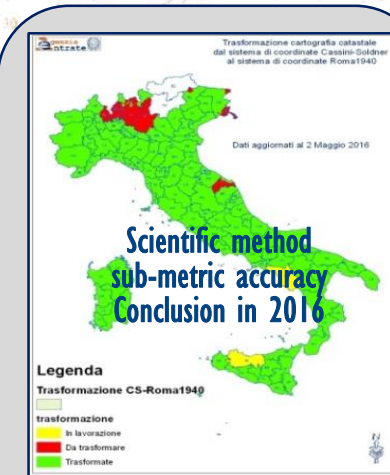 Agenzia
Entrate
Trasformazione cartografia catastale
dal sistema di coordinate Cassini-Soldner
al sistema di coordinate Roma1940
Dati aggiornati al 2 Maggio 2016
Scientific method
sub-metric accuracy
Conclusion in 2016
Legenda
Trasformazione CS-Roma1940
trasformazione
In lavorazione
Da trasformare
Trasformate
N